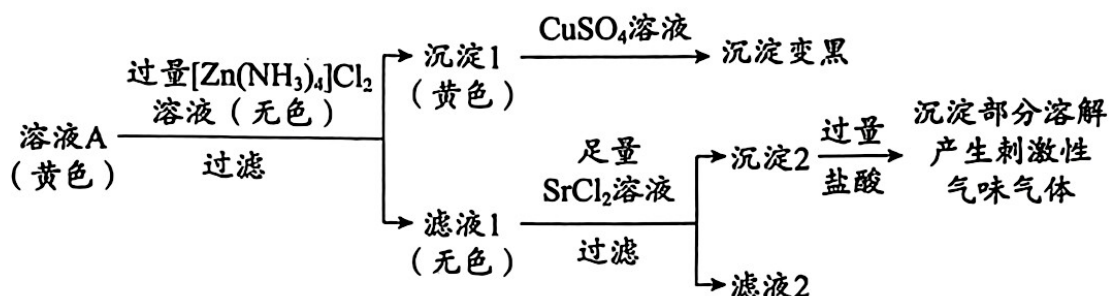 CuSO₄溶液
过量[Zn(NH₃)₄]Cl₂
溶液（无色）
过滤
沉淀1
（黄色）
沉淀变黑
溶液A
（黄色）
足量
SrCl₂溶液
过滤
沉淀2
过量
盐酸
沉淀部分溶解
产生刺激性
气味气体
滤液1
（无色）
滤液2